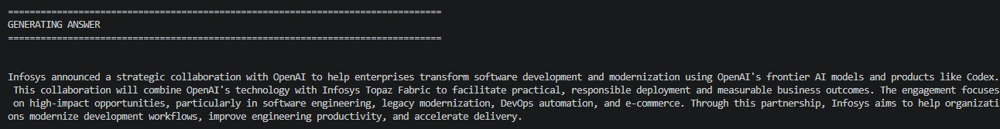 ================================================================================
GENERATING ANSWER
================================================================================
Infosys announced a strategic collaboration with OpenAI to help enterprises transform software development and modernization using OpenAI's frontier AI models and products like Codex.
This collaboration will combine OpenAI's technology with Infosys Topaz Fabric to facilitate practical, responsible deployment and measurable business outcomes. The engagement focuses
on high-impact opportunities, particularly in software engineering, legacy modernization, DevOps automation, and e-commerce. Through this partnership, Infosys aims to help organizati
ons modernize development workflows, improve engineering productivity, and accelerate delivery.